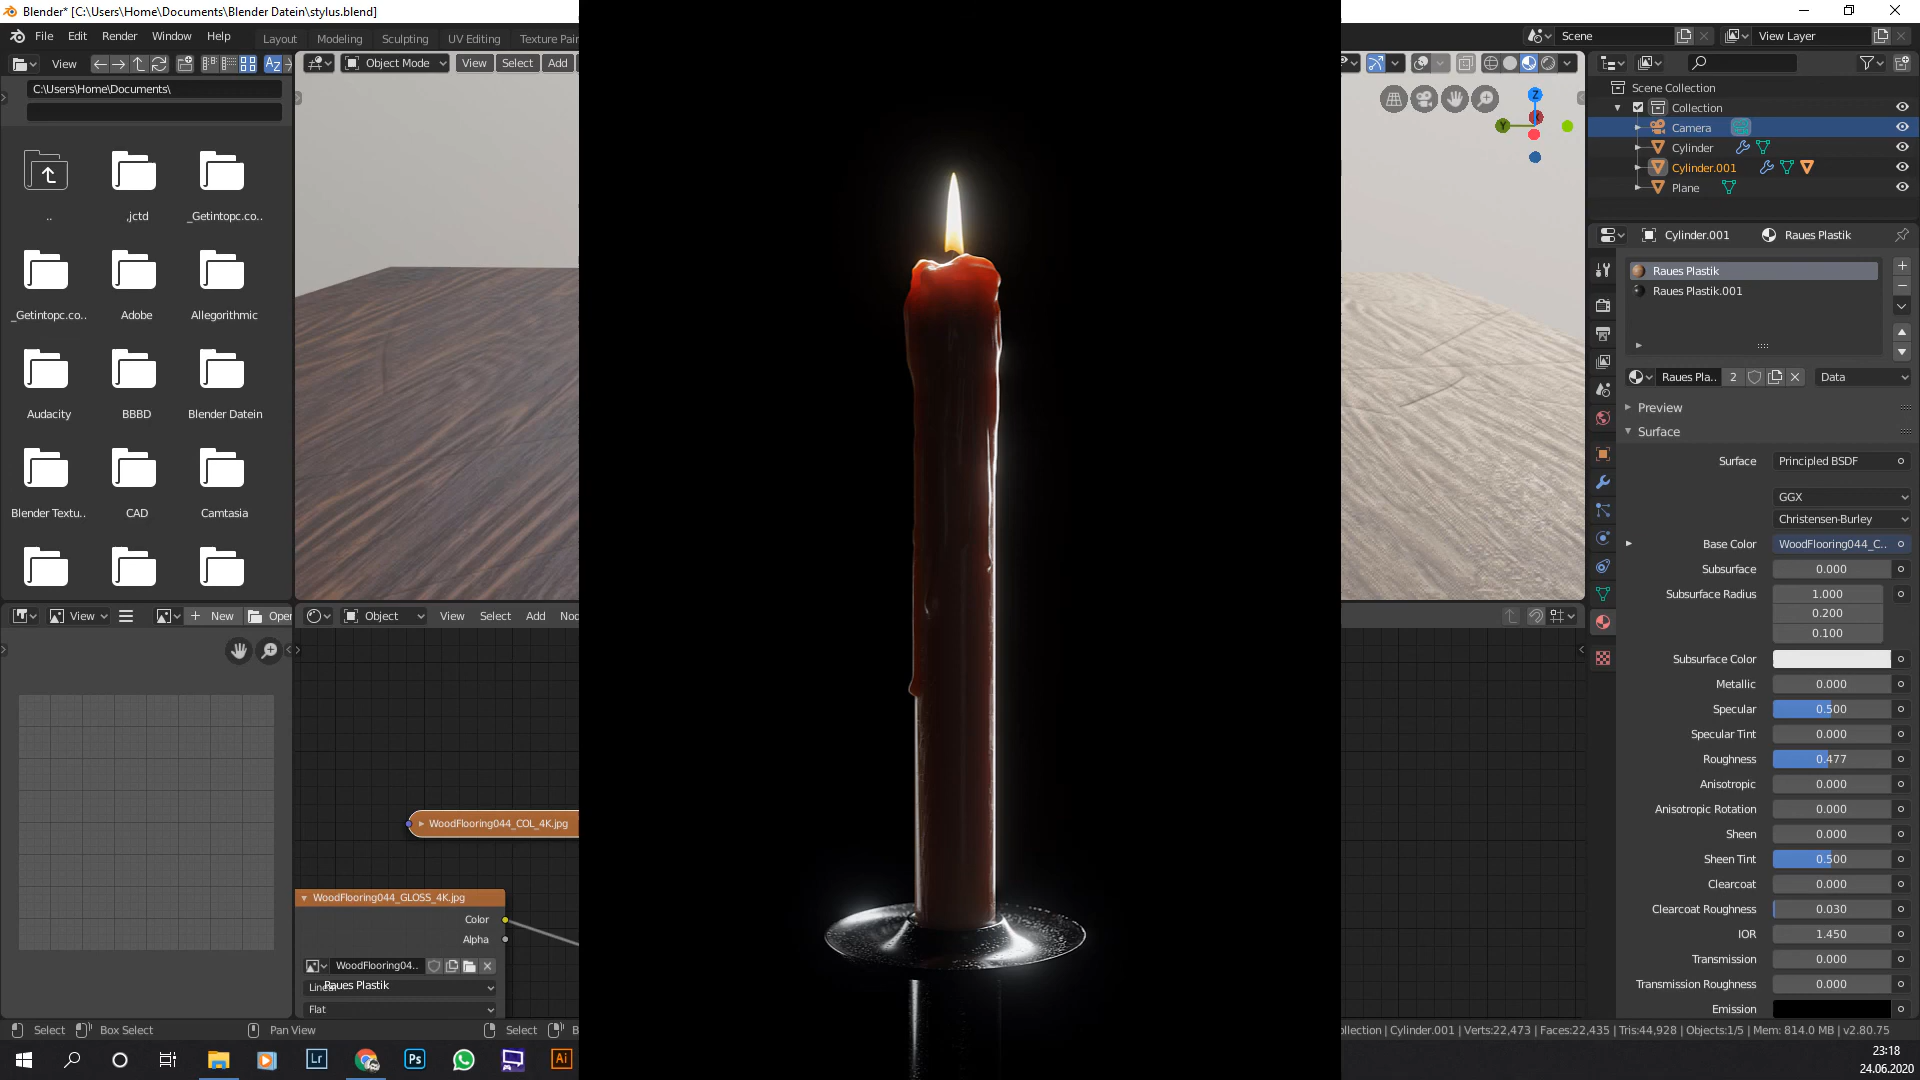 Blender* [C:\Users\Home\Documents\Blender Datein\stylus.blend]
File Edit Render Window Help Layout Modeling Sculpting UV Editing Texture Pain
Scene View Layer
View
Object Mode View Select Add
C:\Users\Home\Documents\
Scene Collection
Collection
Camera
Cylinder
Cylinder.001
Plane
Z
Y
X
.. .jctd _Getintopc.co..
_Getintopc.co.. Adobe Allegorithmic
Audacity BBBD Blender Datein
Blender Textu.. CAD Camtasia
Cylinder.001 Raues Plastik
Raues Plastik
Raues Plastik.001
Raues Pla.. 2 Data
Preview
Surface
Surface Principled BSDF
GGX
Christensen-Burley
Base Color WoodFlooring044_C..
Subsurface 0.000
Subsurface Radius 1.000
0.200
0.100
Subsurface Color
Metallic 0.000
Specular 0.500
Specular Tint 0.000
Roughness 0.477
Anisotropic 0.000
Anisotropic Rotation 0.000
Sheen 0.000
Sheen Tint 0.500
Clearcoat 0.000
Clearcoat Roughness 0.030
IOR 1.450
Transmission 0.000
Transmission Roughness 0.000
Emission
View New Open
Object View Select Add Nod
WoodFlooring044_COL_4K.jpg
WoodFlooring044_GLOSS_4K.jpg
Color
Alpha
WoodFlooring04..
Raues Plastik
Flat
Select Box Select Pan View Select B
ollection | Cylinder.001 | Verts:22,473 | Faces:22,435 | Tris:44,928 | Objects:1/5 | Mem: 814.0 MB | v2.80.75
Lr Ps Ai
23:18
24.06.2020